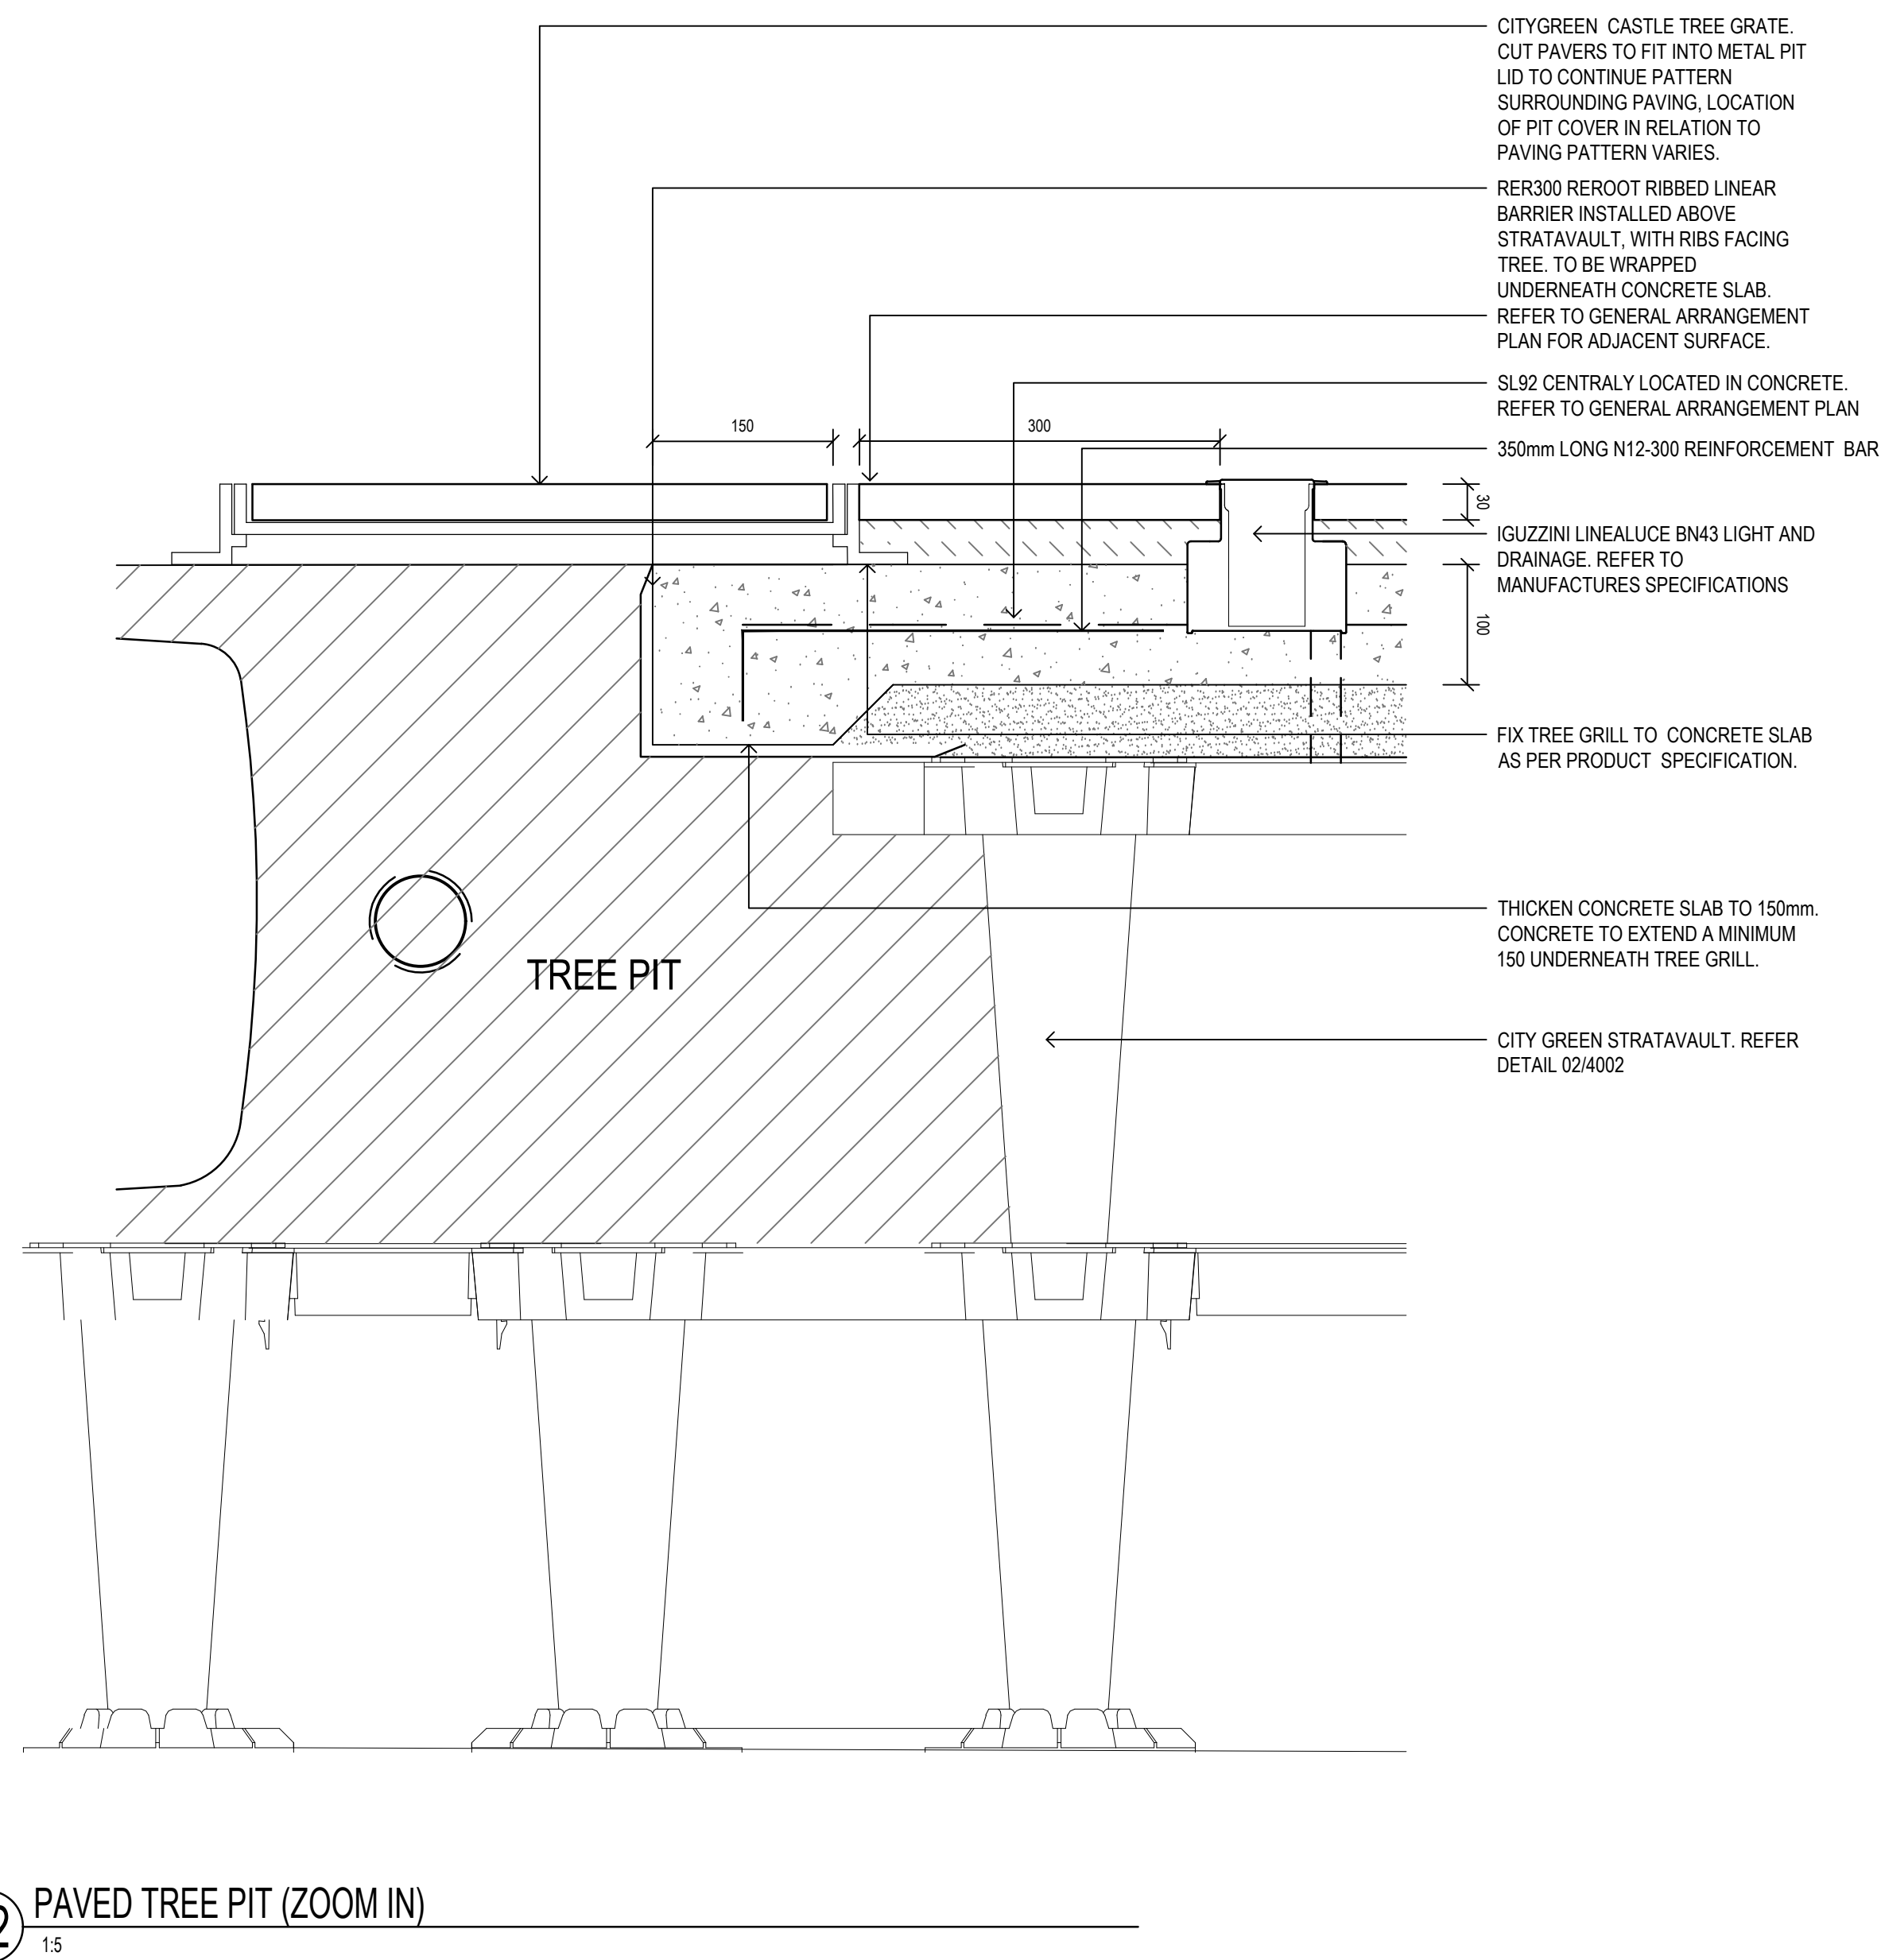 CITYGREEN CASTLE TREE GRATE.
CUT PAVERS TO FIT INTO METAL PIT
LID TO CONTINUE PATTERN
SURROUNDING PAVING, LOCATION
OF PIT COVER IN RELATION TO
PAVING PATTERN VARIES.
RER300 REROOT RIBBED LINEAR
BARRIER INSTALLED ABOVE
STRATAVAULT, WITH RIBS FACING
TREE. TO BE WRAPPED
UNDERNEATH CONCRETE SLAB.
REFER TO GENERAL ARRANGEMENT
PLAN FOR ADJACENT SURFACE.
SL92 CENTRALY LOCATED IN CONCRETE.
REFER TO GENERAL ARRANGEMENT PLAN
150
300
350mm LONG N12-300 REINFORCEMENT BAR
30
IGUZZINI LINEALUCE BN43 LIGHT AND
DRAINAGE. REFER TO
MANUFACTURES SPECIFICATIONS
100
FIX TREE GRILL TO CONCRETE SLAB
AS PER PRODUCT SPECIFICATION.
THICKEN CONCRETE SLAB TO 150mm.
CONCRETE TO EXTEND A MINIMUM
150 UNDERNEATH TREE GRILL.
TREE PIT
CITY GREEN STRATAVAULT. REFER
DETAIL 02/4002
2
PAVED TREE PIT (ZOOM IN)
1:5